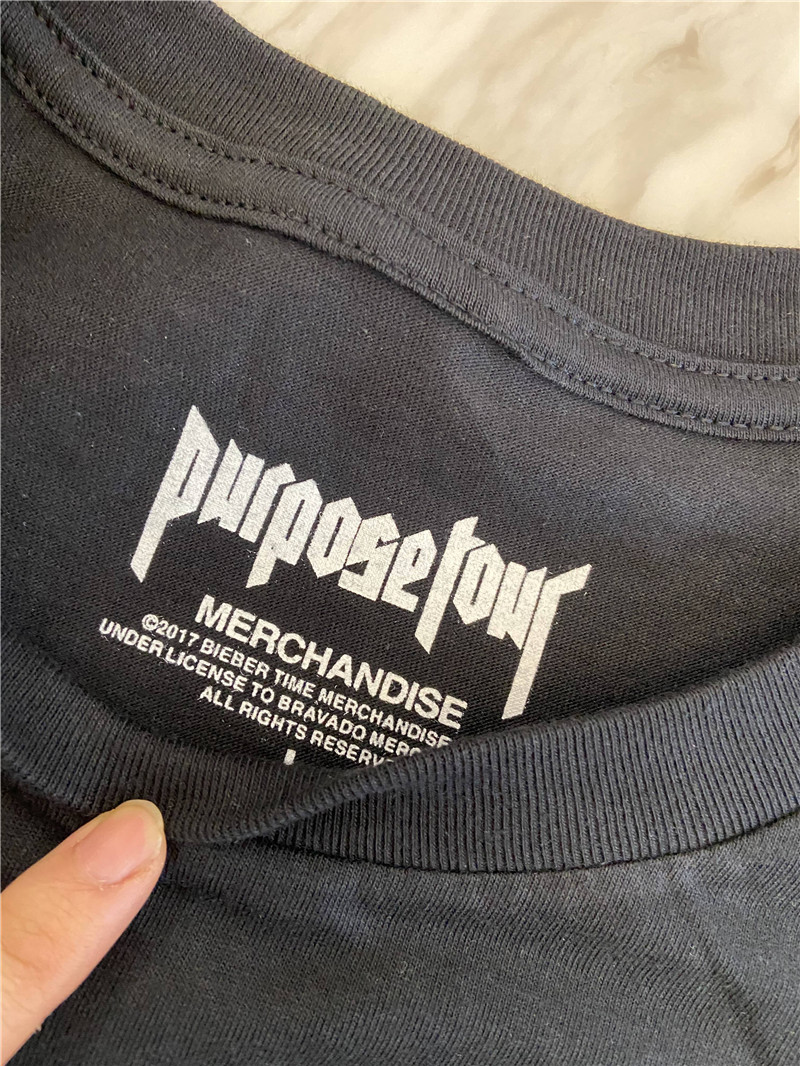 purpose tour
MERCHANDISE
©2017 BIEBER TIME MERCHANDISE
UNDER LICENSE TO BRAVADO
ALL RIGHTS